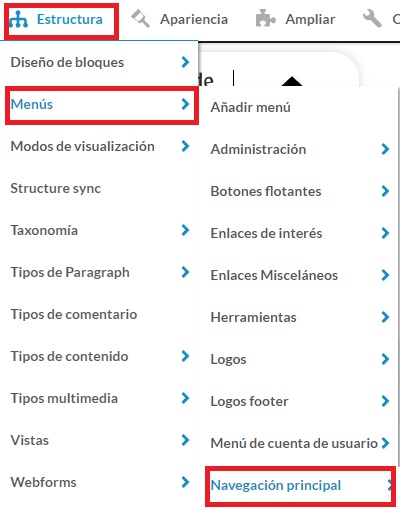 Estructura Apariencia Ampliar
Diseño de bloques
Menús
Modos de visualización
Structure sync
Taxonomía
Tipos de Paragraph
Tipos de comentario
Tipos de contenido
Tipos multimedia
Vistas
Webforms
de
Añadir menú
Administración
Botones flotantes
Enlaces de interés
Enlaces Misceláneos
Herramientas
Logos
Logos footer
Menú de cuenta de usuario
Navegación principal